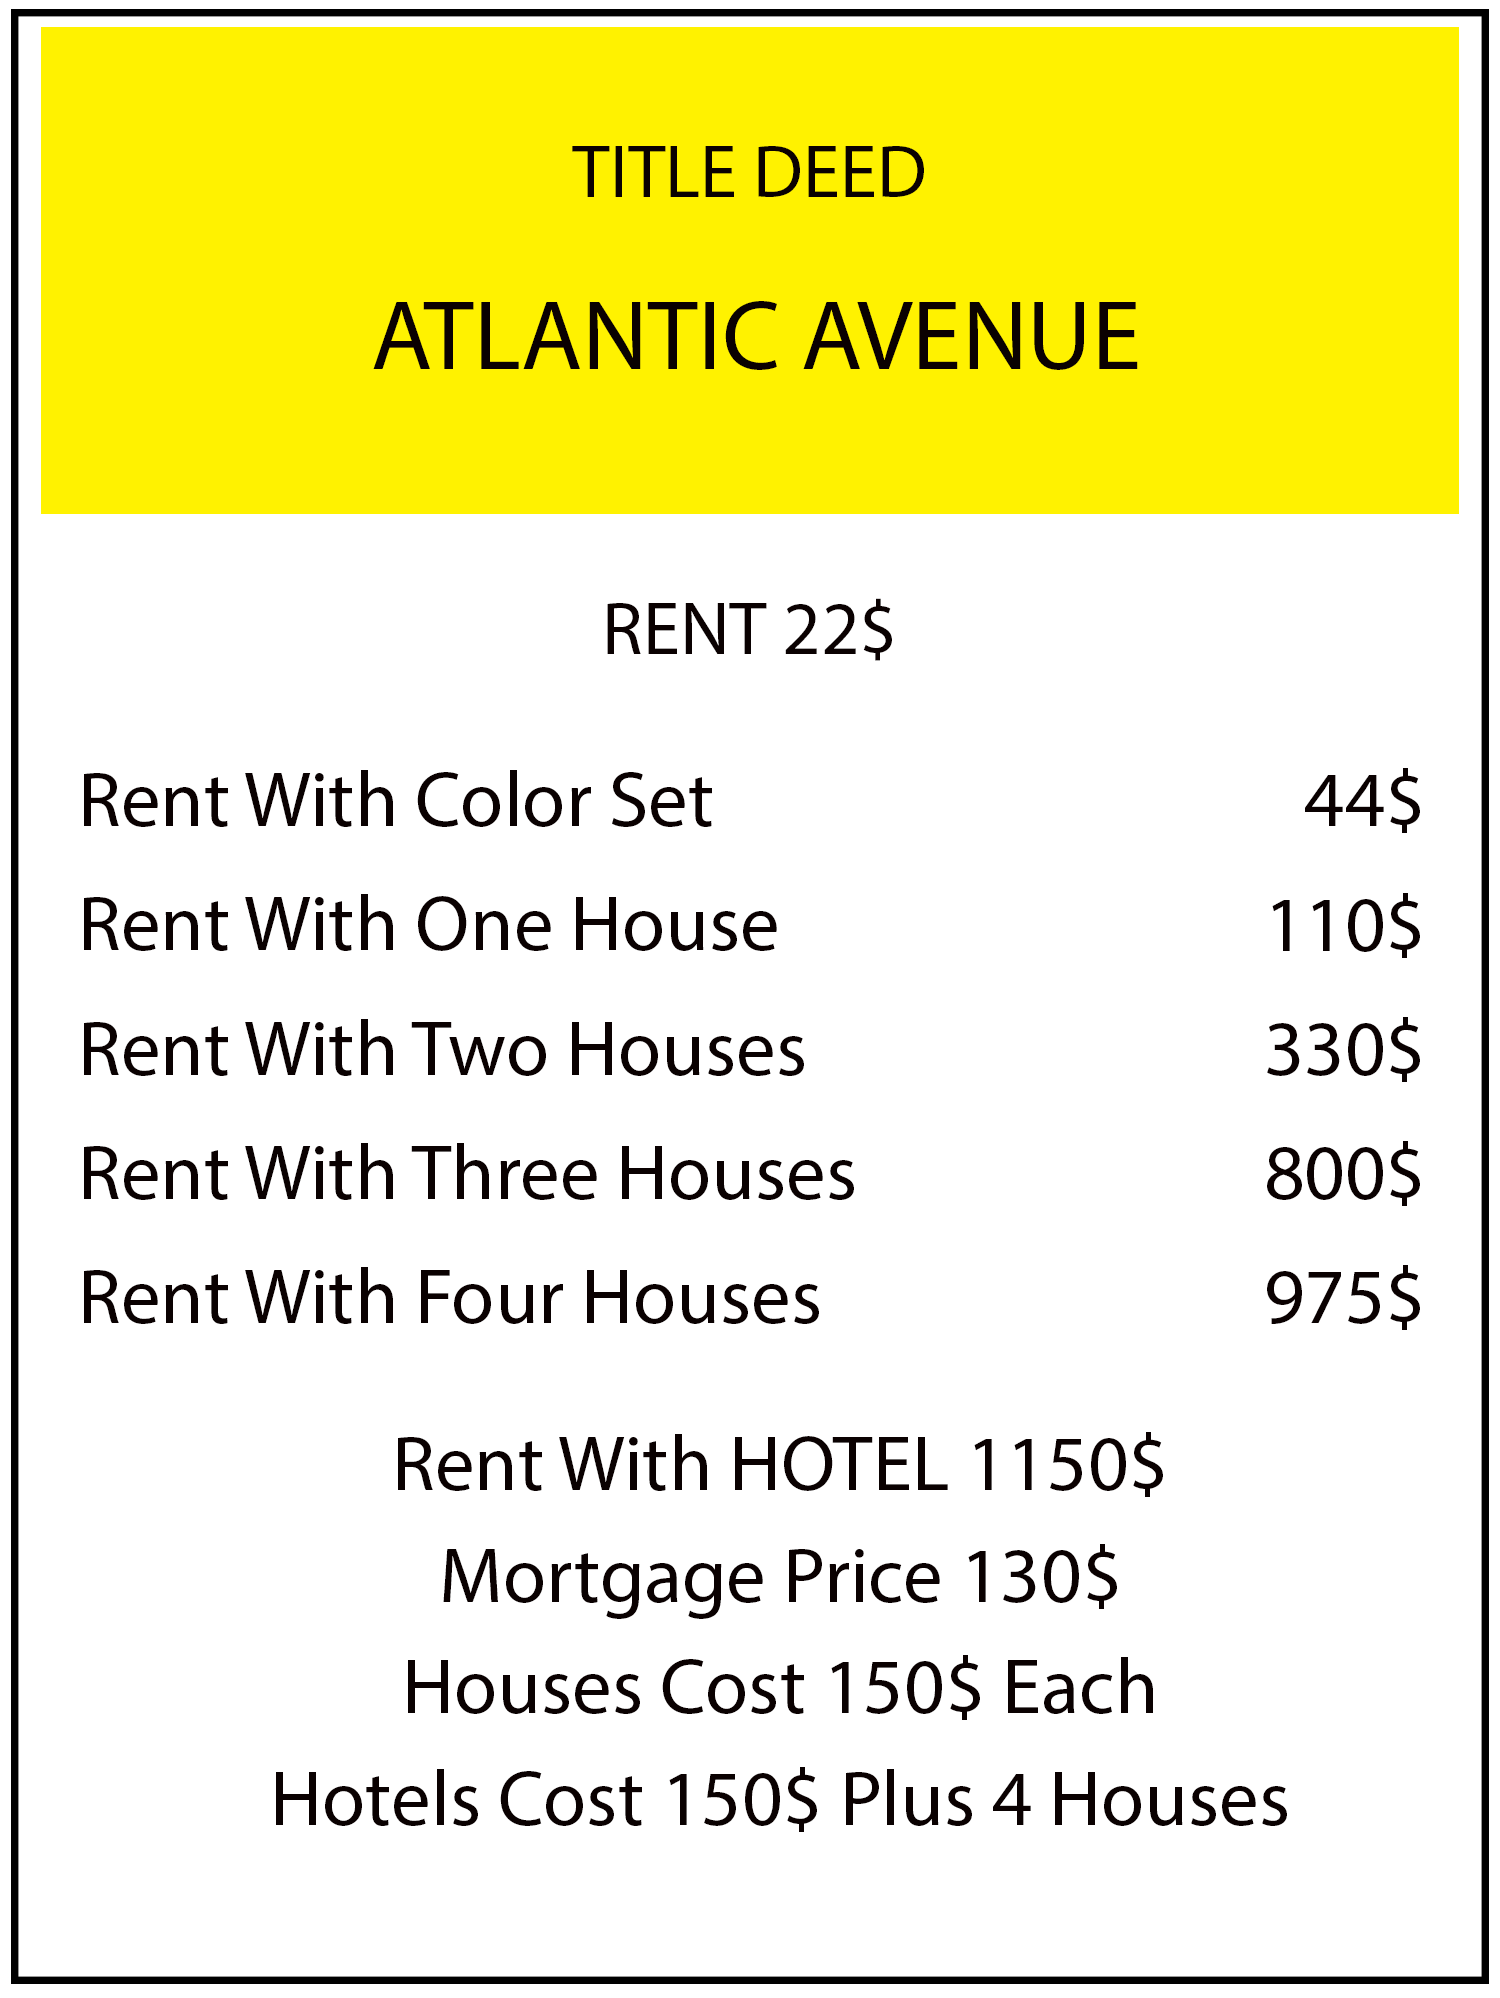 TITLE DEED
ATLANTIC AVENUE
RENT 22$
Rent With Color Set 44$
Rent With One House 110$
Rent With Two Houses 330$
Rent With Three Houses 800$
Rent With Four Houses 975$
Rent With HOTEL 1150$
Mortgage Price 130$
Houses Cost 150$ Each
Hotels Cost 150$ Plus 4 Houses